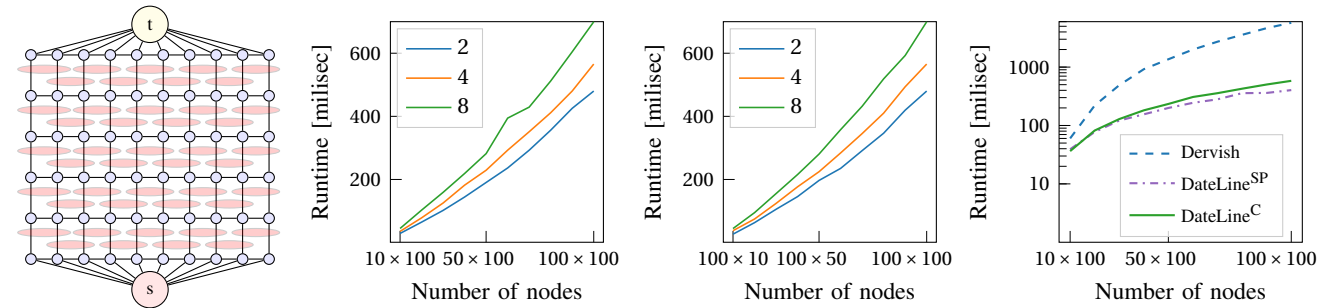 t
s
600
400
200
2
4
8
Runtime [milisec]
10 × 100
50 × 100
100 × 100
Number of nodes
600
400
200
2
4
8
Runtime [milisec]
100 × 10
100 × 50
100 × 100
Number of nodes
1000
100
10
Dervish
DateLine^SP
DateLine^C
Runtime [milisec]
10 × 100
50 × 100
100 × 100
Number of nodes